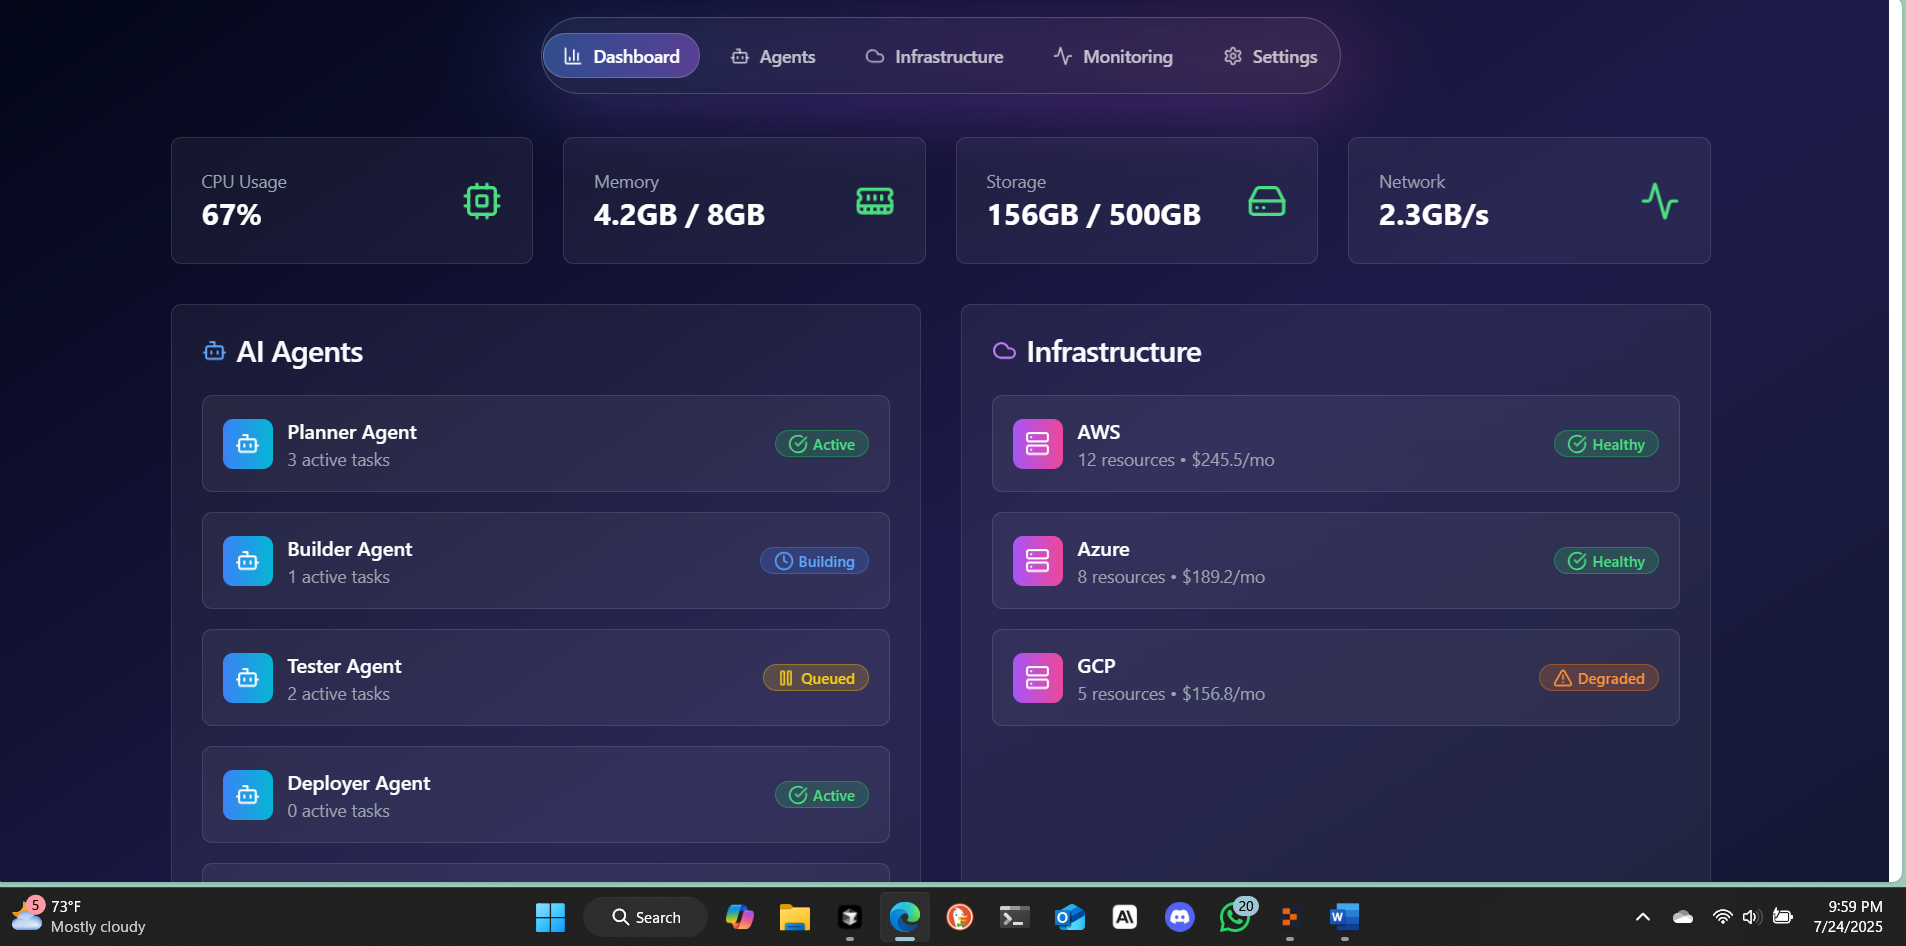 Dashboard
Agents
Infrastructure
Monitoring
Settings
CPU Usage
67%
Memory
4.2GB / 8GB
Storage
156GB / 500GB
Network
2.3GB/s
AI Agents
Planner Agent
3 active tasks
Active
Builder Agent
1 active tasks
Building
Tester Agent
2 active tasks
Queued
Deployer Agent
0 active tasks
Active
Infrastructure
AWS
12 resources • $245.5/mo
Healthy
Azure
8 resources • $189.2/mo
Healthy
GCP
5 resources • $156.8/mo
Degraded
5
73°F
Mostly cloudy
Search
O
AI
20
W
9:59 PM
7/24/2025